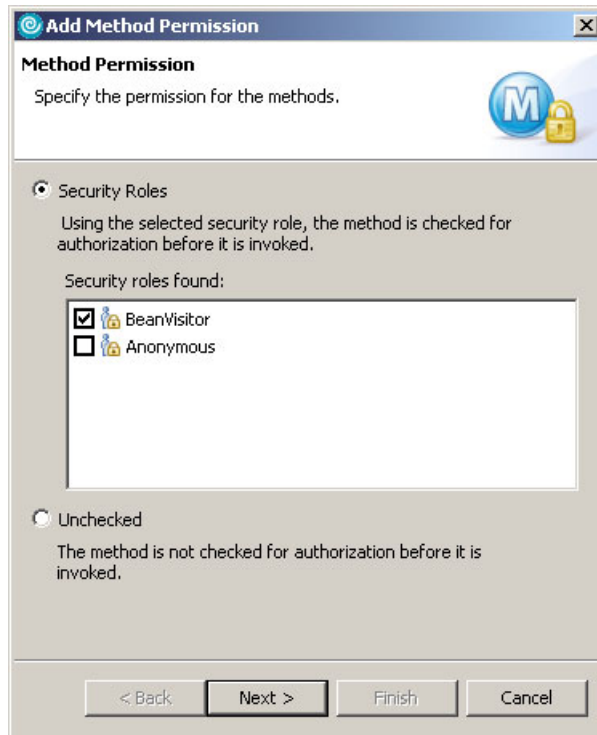 Add Method Permission
Method Permission
Specify the permission for the methods.
M
Security Roles
Using the selected security role, the method is checked for
authorization before it is invoked.
Security roles found:
BeanVisitor
Anonymous
Unchecked
The method is not checked for authorization before it is
invoked.
< Back
Next >
Finish
Cancel